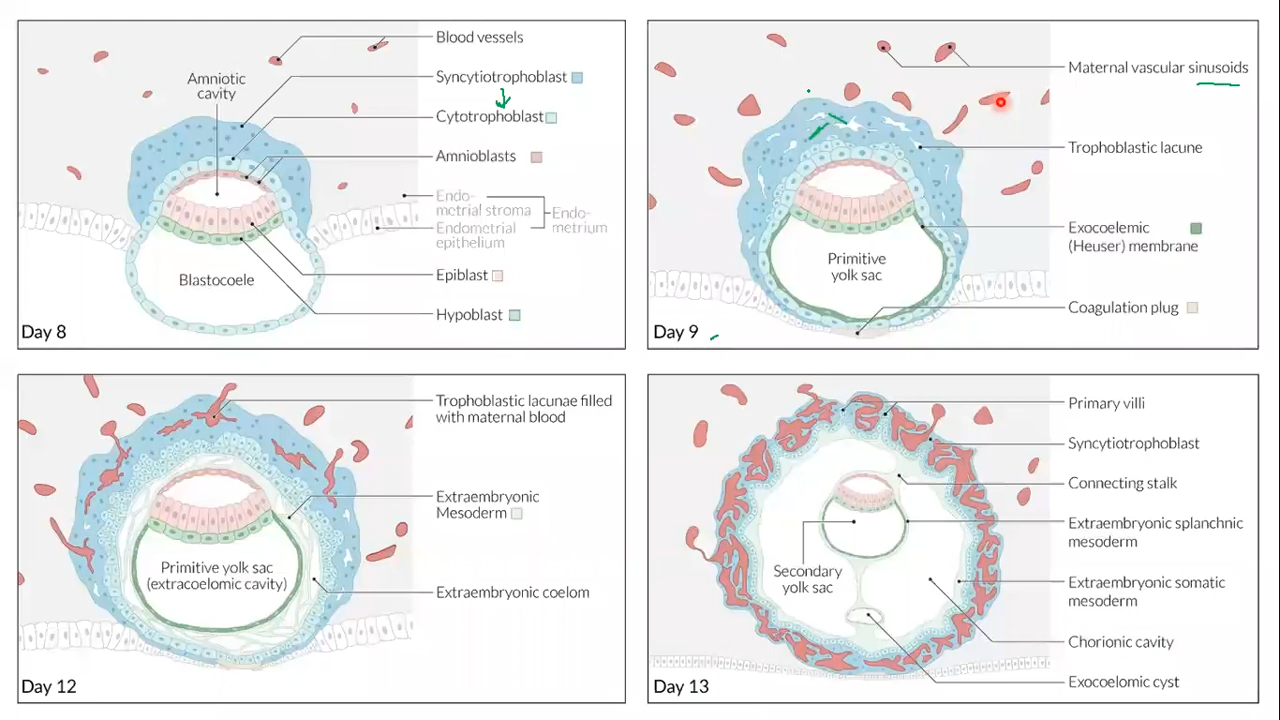 Blood vessels
Syncytiotrophoblast
Amniotic
cavity
Cytotrophoblast
Amnioblasts
Endo-
metrial stroma
Endo-
metrium
Endometrial
epithelium
Blastocoele
Epiblast
Hypoblast
Day 8
Maternal vascular sinusoids
Trophoblastic lacune
Exocoelemic
(Heuser) membrane
Primitive
yolk sac
Coagulation plug
Day 9
Trophoblastic lacunae filled
with maternal blood
Extraembryonic
Mesoderm
Primitive yolk sac
(extracoelomic cavity)
Extraembryonic coelom
Day 12
Primary villi
Syncytiotrophoblast
Connecting stalk
Extraembryonic splanchnic
mesoderm
Secondary
yolk sac
Extraembryonic somatic
mesoderm
Chorionic cavity
Exocoelomic cyst
Day 13